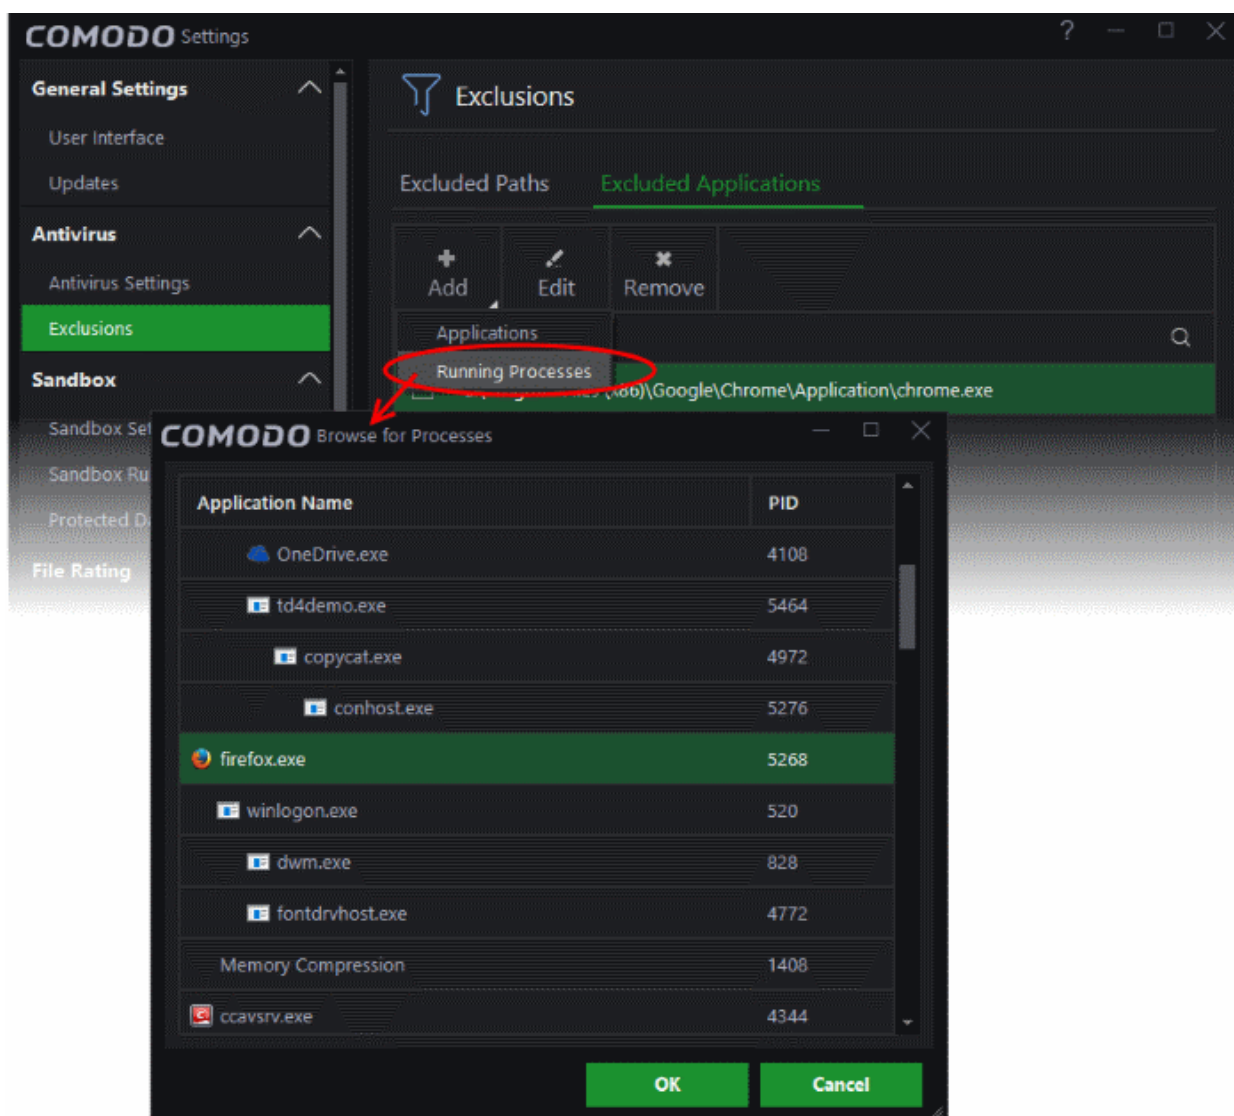 COMODO Settings ?
General Settings
User Interface
Updates
Antivirus
Antivirus Settings
Exclusions
Sandbox
Sandbox Set
Sandbox Ru
Protected D
File Rating
Exclusions
Excluded Paths Excluded Applications
Add Edit Remove
Applications
Running Processes
(x86)\Google\Chrome\Application\chrome.exe
COMODO Browse for Processes
Application Name PID
OneDrive.exe 4108
td4demo.exe 5464
copycat.exe 4972
conhost.exe 5276
firefox.exe 5268
winlogon.exe 520
dwm.exe 828
fontdrvhost.exe 4772
Memory Compression 1408
ccavsrv.exe 4344
OK Cancel